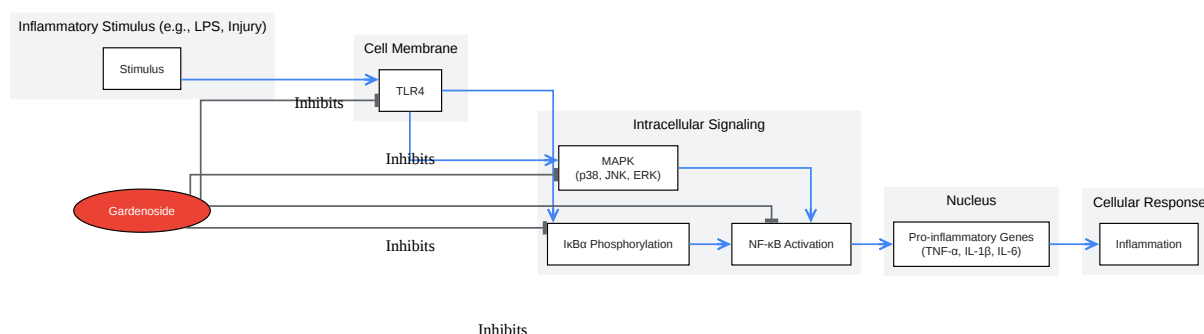 Inflammatory Stimulus (e.g., LPS, Injury)
Stimulus
Cell Membrane
TLR4
Inhibits
Intracellular Signaling
Inhibits
MAPK
(p38, JNK, ERK)
Gardenoside
Inhibits
IκBα Phosphorylation
NF-κB Activation
Nucleus
Pro-inflammatory Genes
(TNF-α, IL-1β, IL-6)
Cellular Response
Inflammation
Inhibits